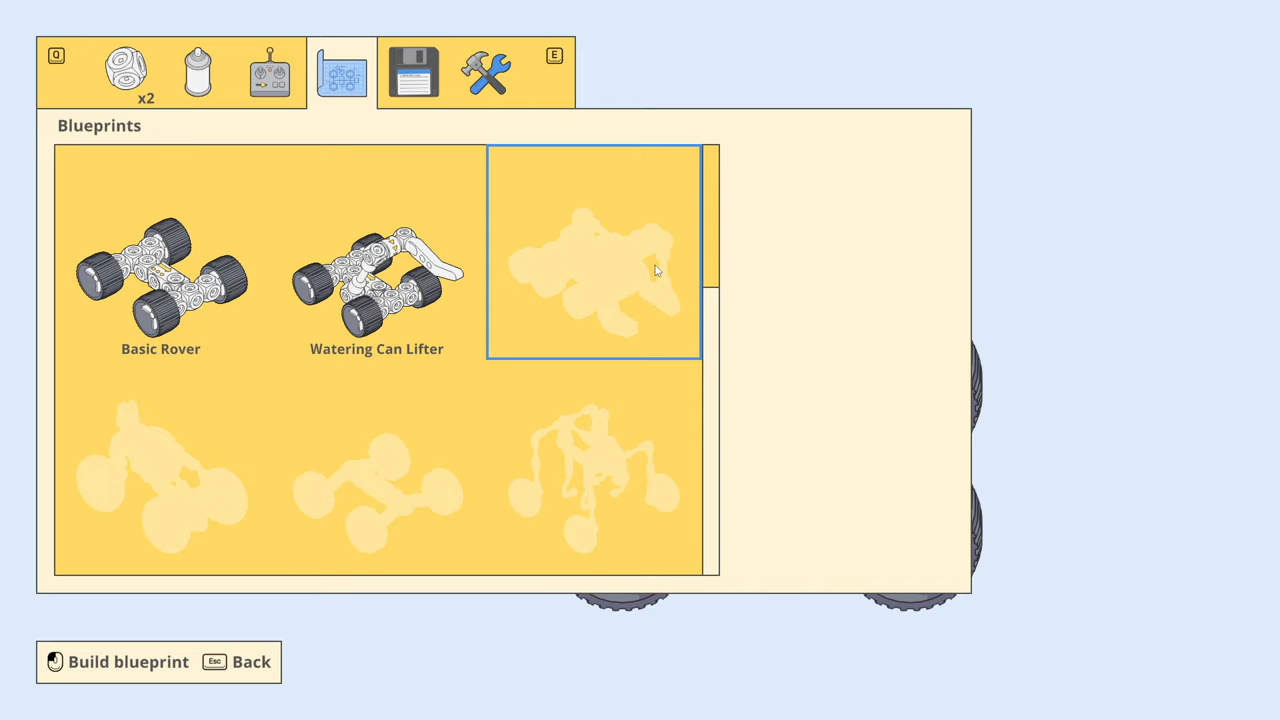 Q
E
x2
Blueprints
Basic Rover
Watering Can Lifter
Build blueprint Esc Back